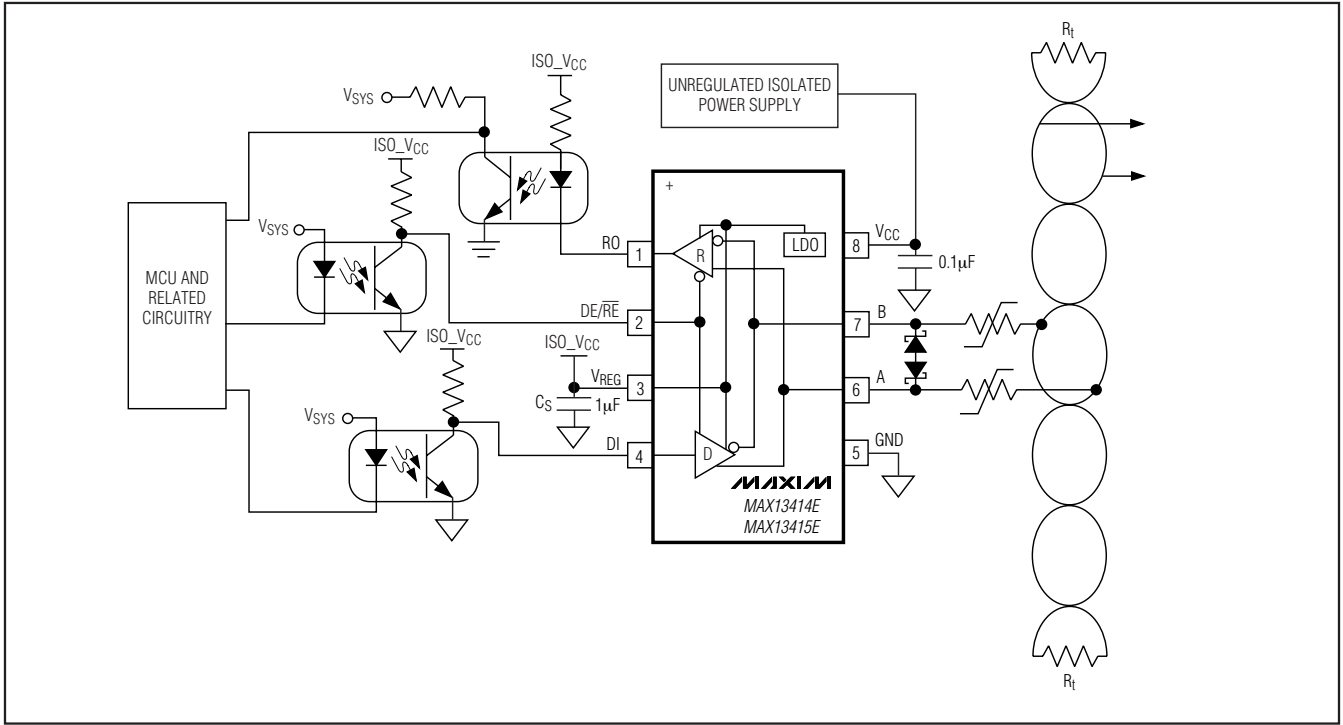 Rt
ISO_VCC
UNREGULATED ISOLATED
POWER SUPPLY
VSYS
ISO_VCC
+
VSYS
LDO
RO
1
R
8
VCC
MCU AND
RELATED
CIRCUITRY
0.1μF
DE/R̅E̅
2
7
B
ISO_VCC
ISO_VCC
VREG
3
6
A
CS
1μF
VSYS
DI
4
D
5
GND
MAXIM
MAX13414E
MAX13415E
Rt